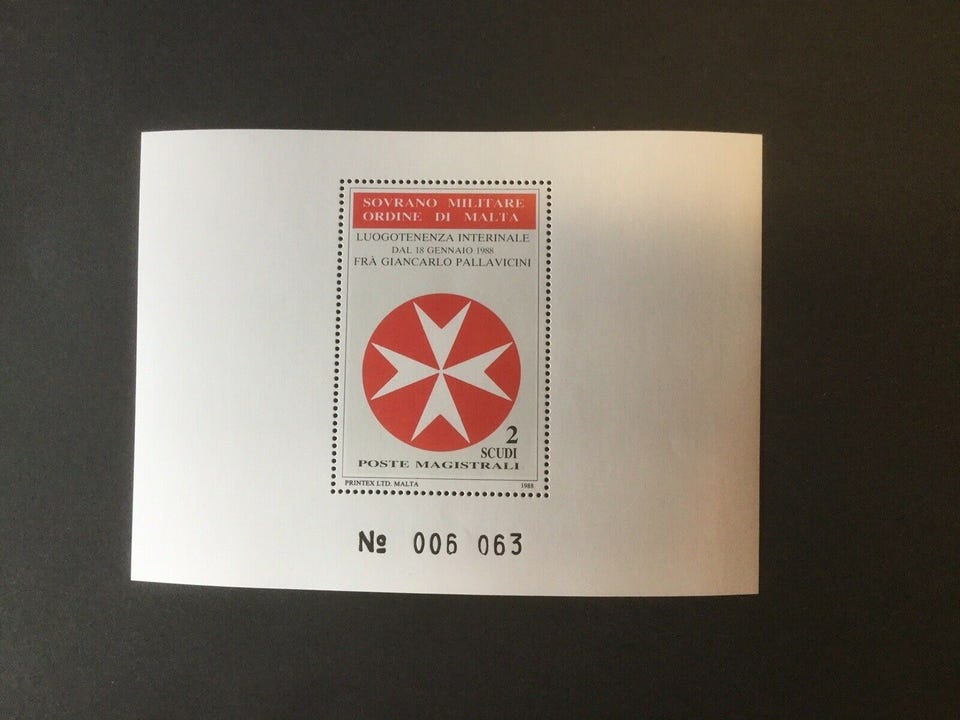 SOVRANO MILITARE
ORDINE DI MALTA
LUOGOTENENZA INTERINALE
DAL 18 GENNAIO 1988
FRÀ GIANCARLO PALLAVICINI
2
SCUDI
POSTE MAGISTRALI
PRINTEX LTD. MALTA 1988
Nº 006 063